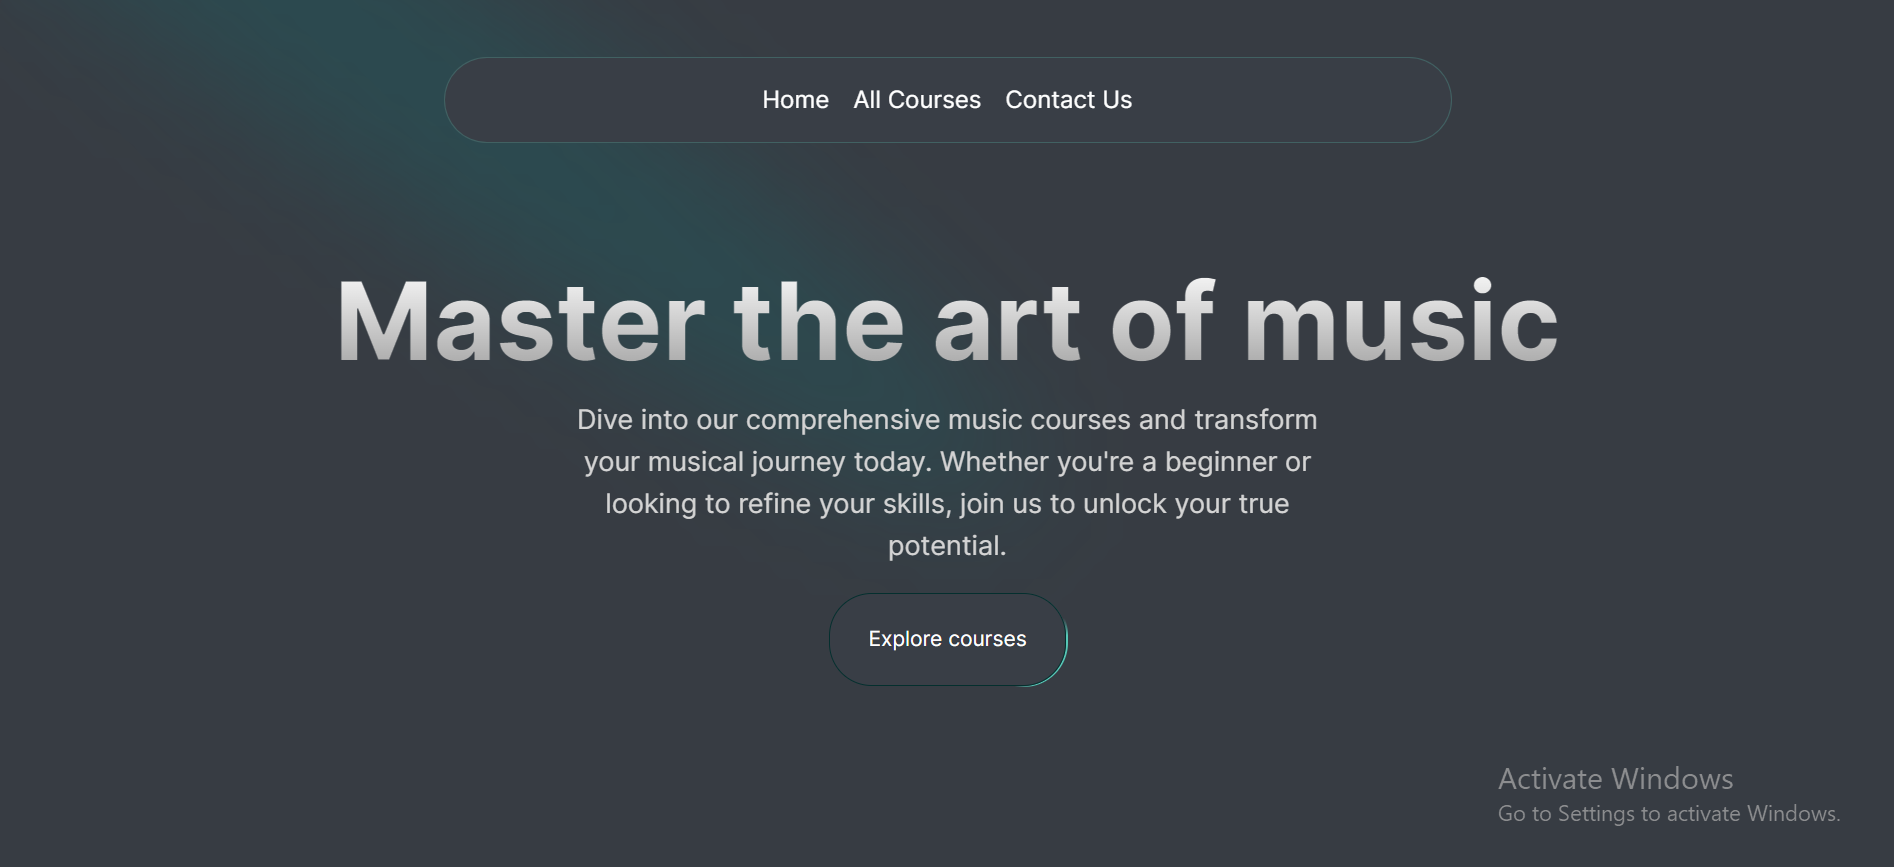 Home All Courses Contact Us
Master the art of music
Dive into our comprehensive music courses and transform
your musical journey today. Whether you're a beginner or
looking to refine your skills, join us to unlock your true
potential.
Explore courses
Activate Windows
Go to Settings to activate Windows.